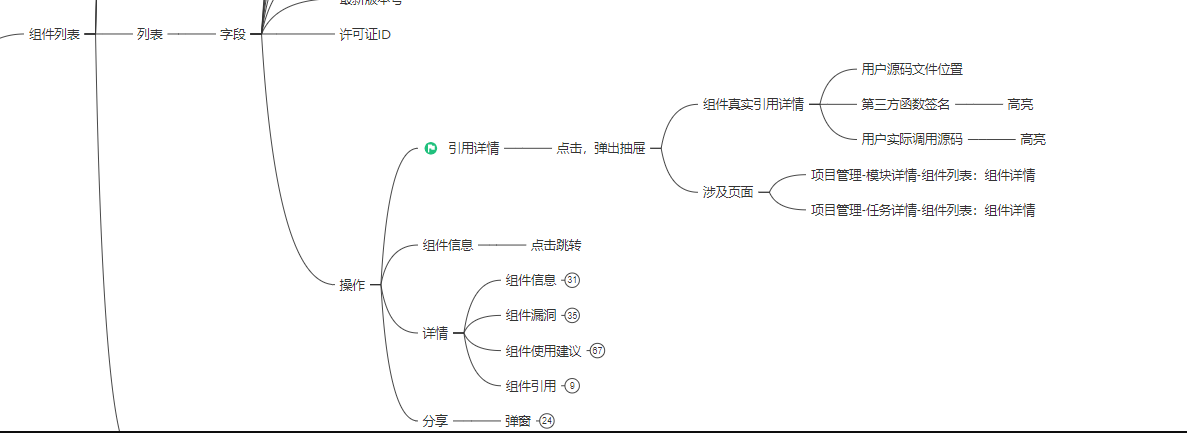 最新版本号
组件列表
列表
字段
许可证ID
用户源码文件位置
组件真实引用详情
第三方函数签名
高亮
用户实际调用源码
高亮
引用详情
点击，弹出抽屉
项目管理-模块详情-组件列表：组件详情
涉及页面
项目管理-任务详情-组件列表：组件详情
组件信息
点击跳转
操作
组件信息
31
组件漏洞
35
详情
组件使用建议
67
组件引用
9
分享
弹窗
24